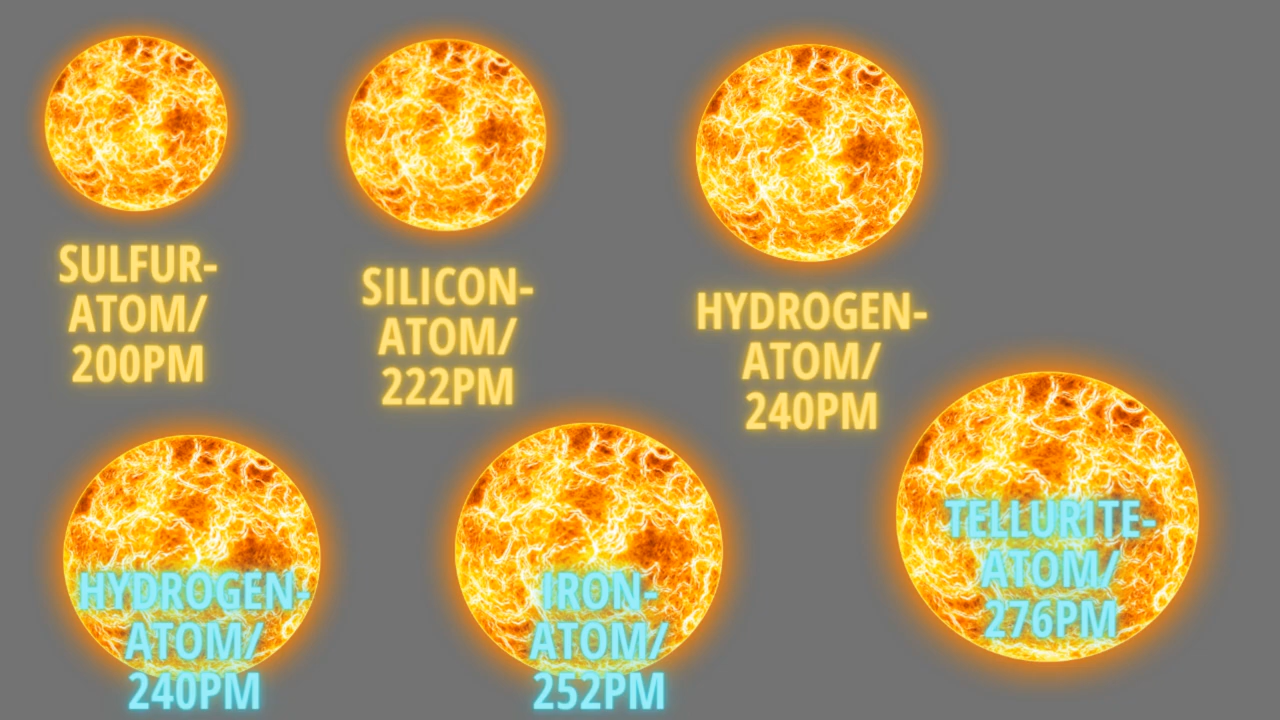 SULFUR-
ATOM/
200PM
SILICON-
ATOM/
222PM
HYDROGEN-
ATOM/
240PM
HYDROGEN-
ATOM/
240PM
IRON-
ATOM/
252PM
TELLURITE-
ATOM/
276PM